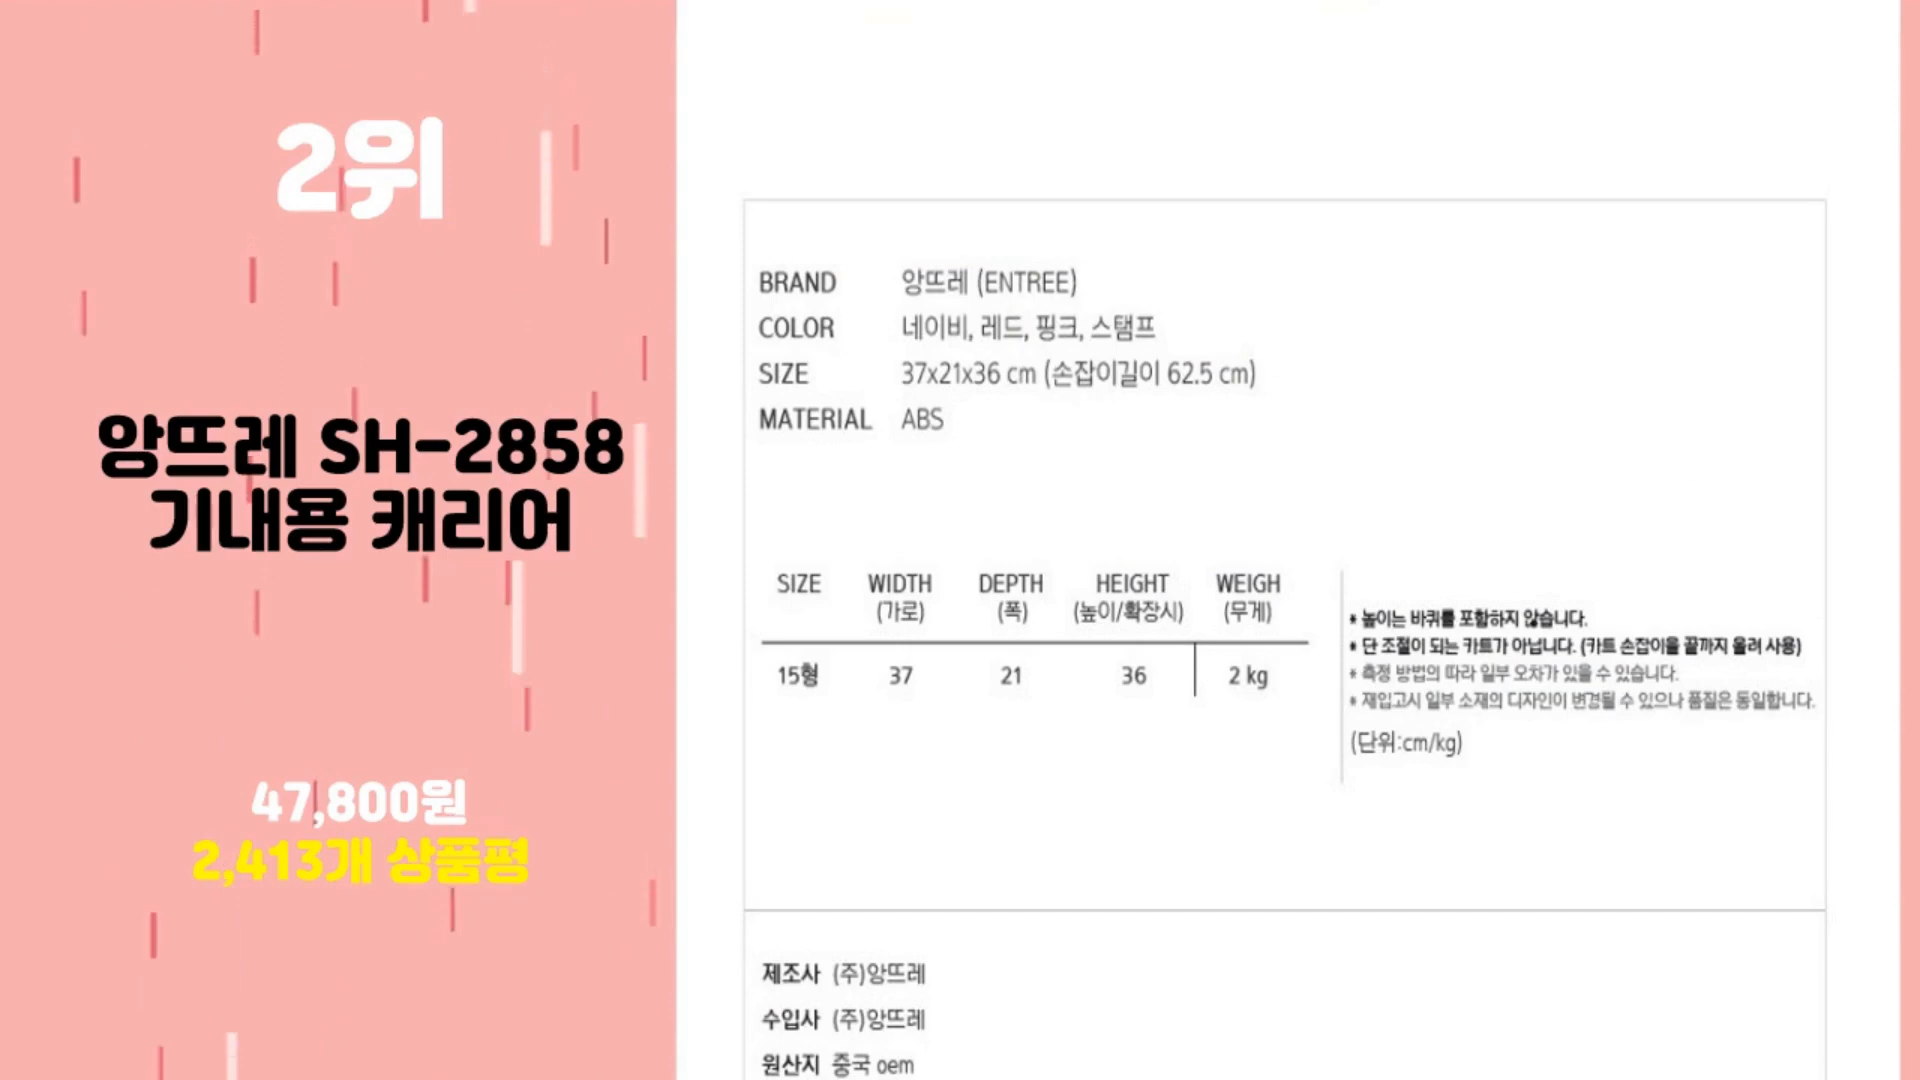 2위
앙뜨레 SH-2858
기내용 캐리어
47,800원
2,413개 상품평
BRAND 앙뜨레 (ENTREE)
COLOR 네이비, 레드, 핑크, 스탬프
SIZE 37x21x36 cm (손잡이길이 62.5 cm)
MATERIAL ABS
SIZE WIDTH DEPTH HEIGHT WEIGH
(가로) (폭) (높이/확장시) (무게)
15형 37 21 36 2 kg
* 높이는 바퀴를 포함하지 않습니다.
* 단 조절이 되는 카트가 아닙니다. (카트 손잡이을 끝까지 올려 사용)
* 측정 방법의 따라 일부 오차가 있을 수 있습니다.
* 재입고시 일부 소재의 디자인이 변경될 수 있으나 품질은 동일합니다.
(단위:cm/kg)
제조사 (주)앙뜨레
수입사 (주)앙뜨레
원산지 중국 oem